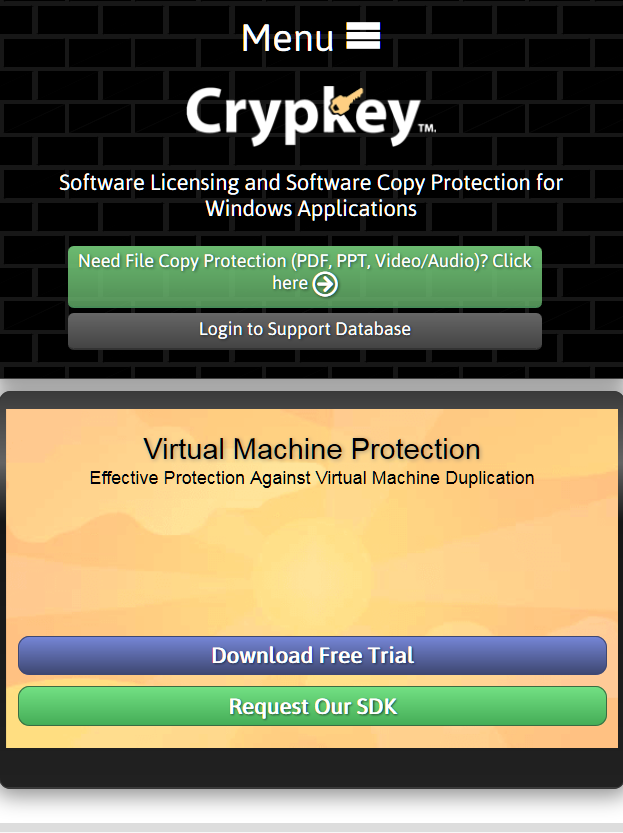 Menu
Crypkey™.
Software Licensing and Software Copy Protection for
Windows Applications
Need File Copy Protection (PDF, PPT, Video/Audio)? Click
here
Login to Support Database
Virtual Machine Protection
Effective Protection Against Virtual Machine Duplication
Download Free Trial
Request Our SDK